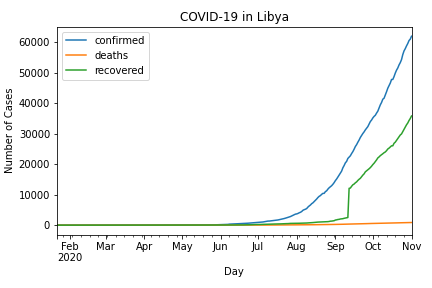 COVID-19 in Libya
confirmed
deaths
recovered
60000
50000
40000
30000
20000
10000
0
Number of Cases
Feb Mar Apr May Jun Jul Aug Sep Oct Nov
2020
Day